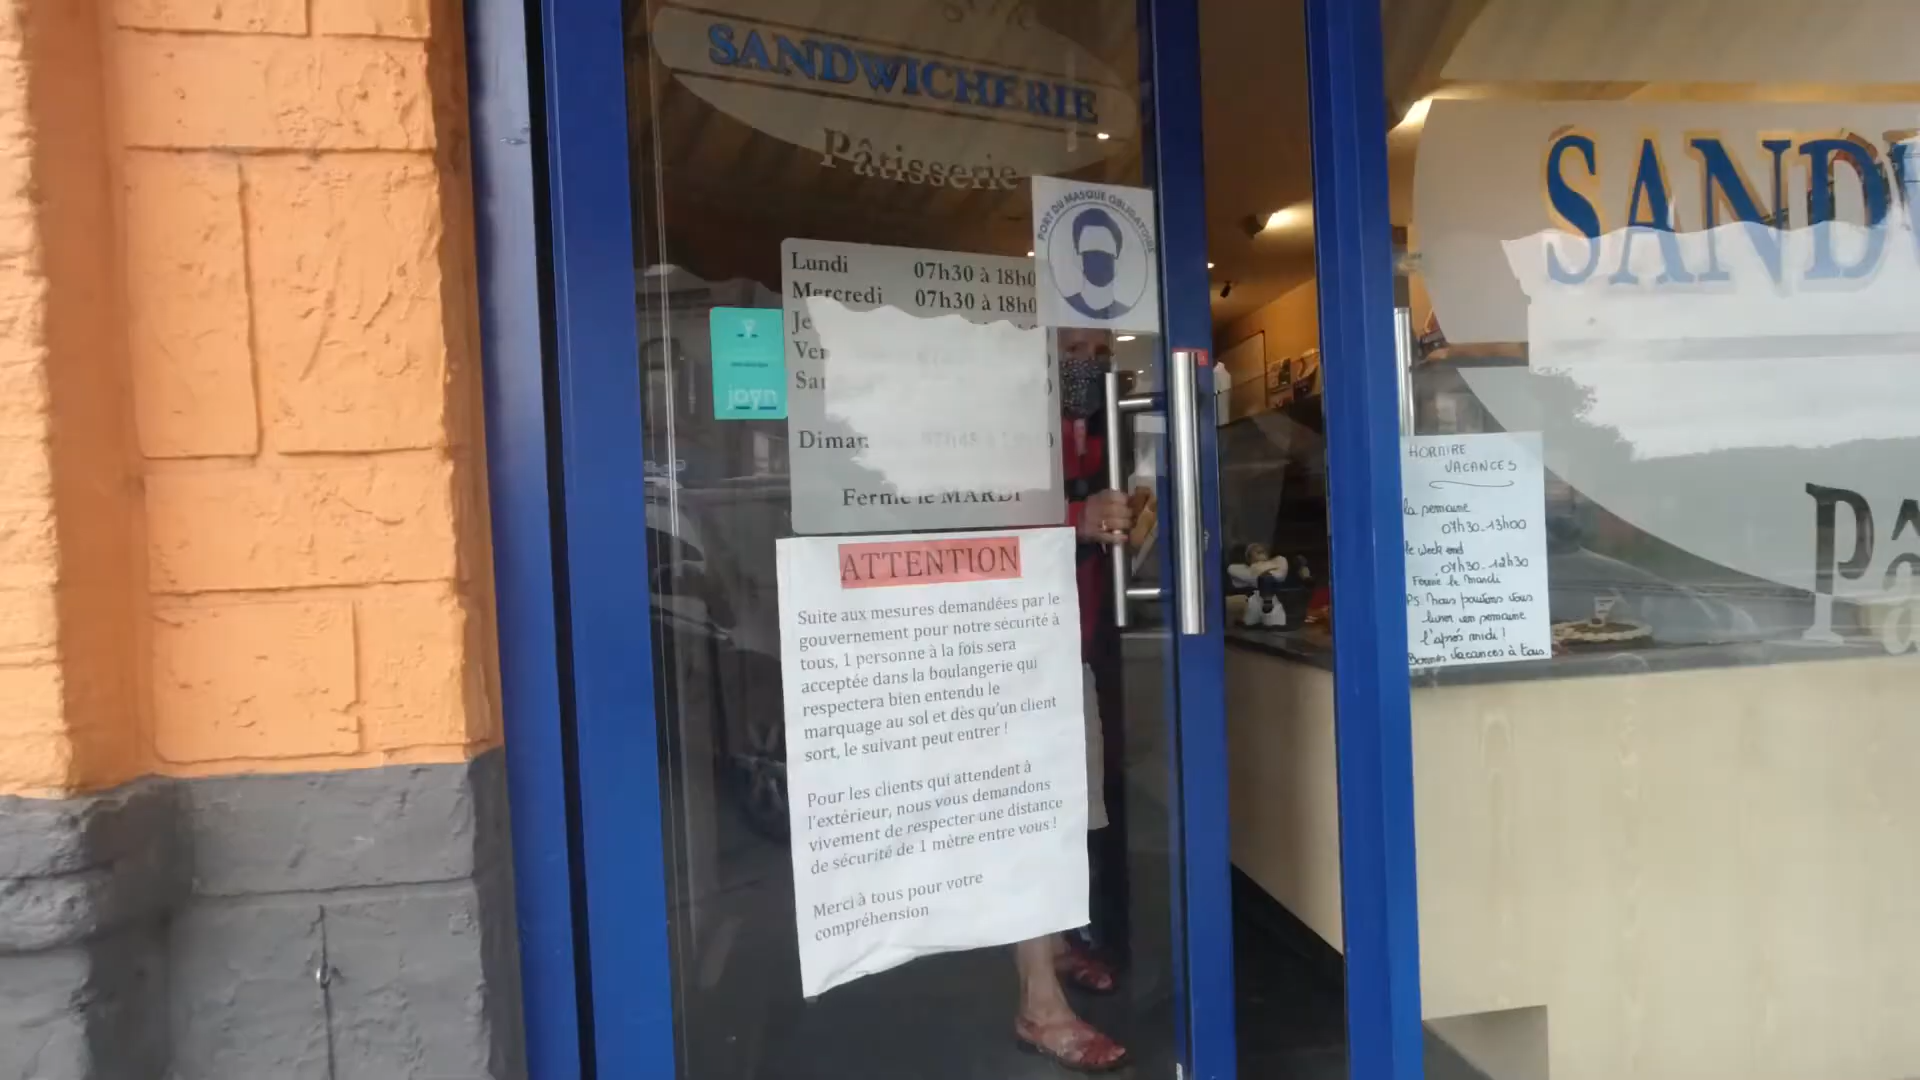 SANDWICHERIE
Pâtisserie
PORT DU MASQUE OBLIGATOIRE
Lundi 07h30 à 18h0
Mercredi 07h30 à 18h0
Je
Ver
Sar
Diman
Fermé le MARDI
joyn
ATTENTION
Suite aux mesures demandées par le
gouvernement pour notre sécurité à
tous, 1 personne à la fois sera
acceptée dans la boulangerie qui
respectera bien entendu le
marquage au sol et dès qu'un client
sort, le suivant peut entrer !
Pour les clients qui attendent à
l'extérieur, nous vous demandons
vivement de respecter une distance
de sécurité de 1 mètre entre vous !
Merci à tous pour votre
compréhension
SANDW
Pâ
HORAIRE
VACANCES
la semaine
07h30-13h00
le week end
07h30-12h30
Fermé le mardi
PS: Nous pouvons vous
livrer en semaine
l'après midi !
Bonnes Vacances à tous.